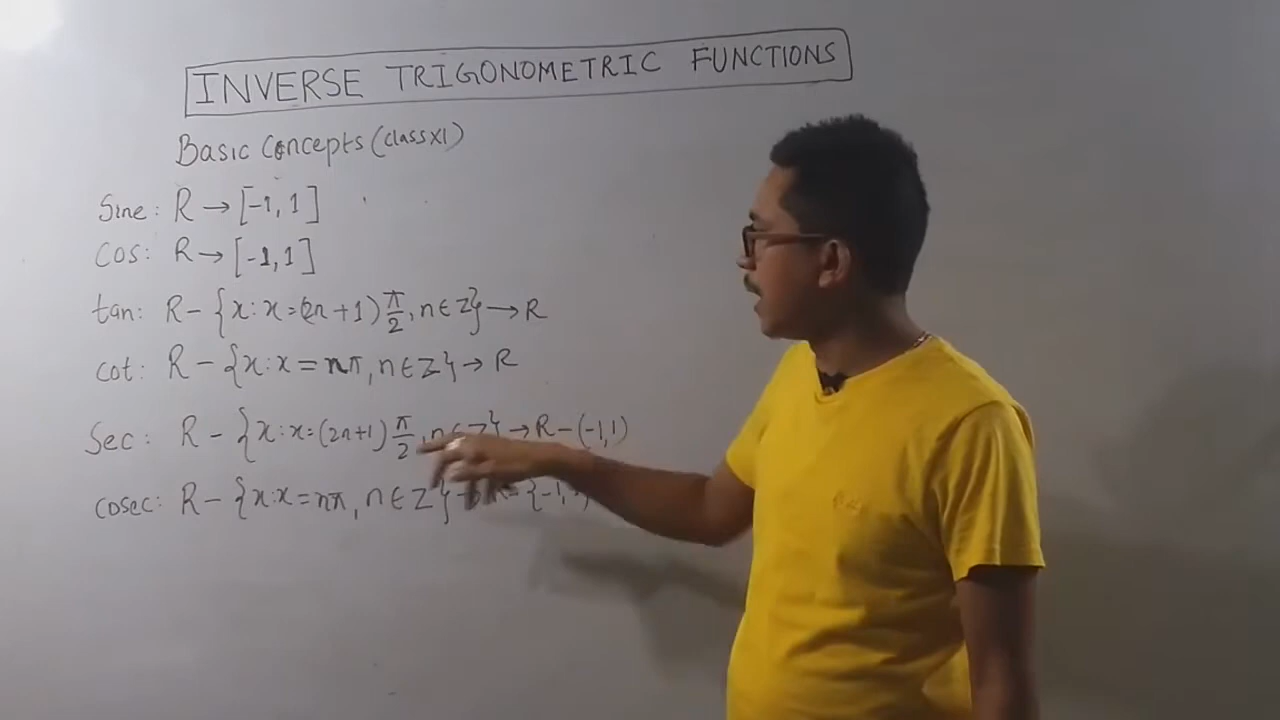 INVERSE TRIGONOMETRIC FUNCTIONS
Basic Concepts (class XI)
Sine: R → [-1, 1]
Cos: R → [-1, 1]
tan: R - {x : x = (2n + 1) π/2, n ∈ Z} → R
cot: R - {x : x = nπ, n ∈ Z} → R
Sec: R - {x : x = (2n+1) π/2, n ∈ Z} → R - (-1, 1)
cosec: R - {x : x = nπ, n ∈ Z}